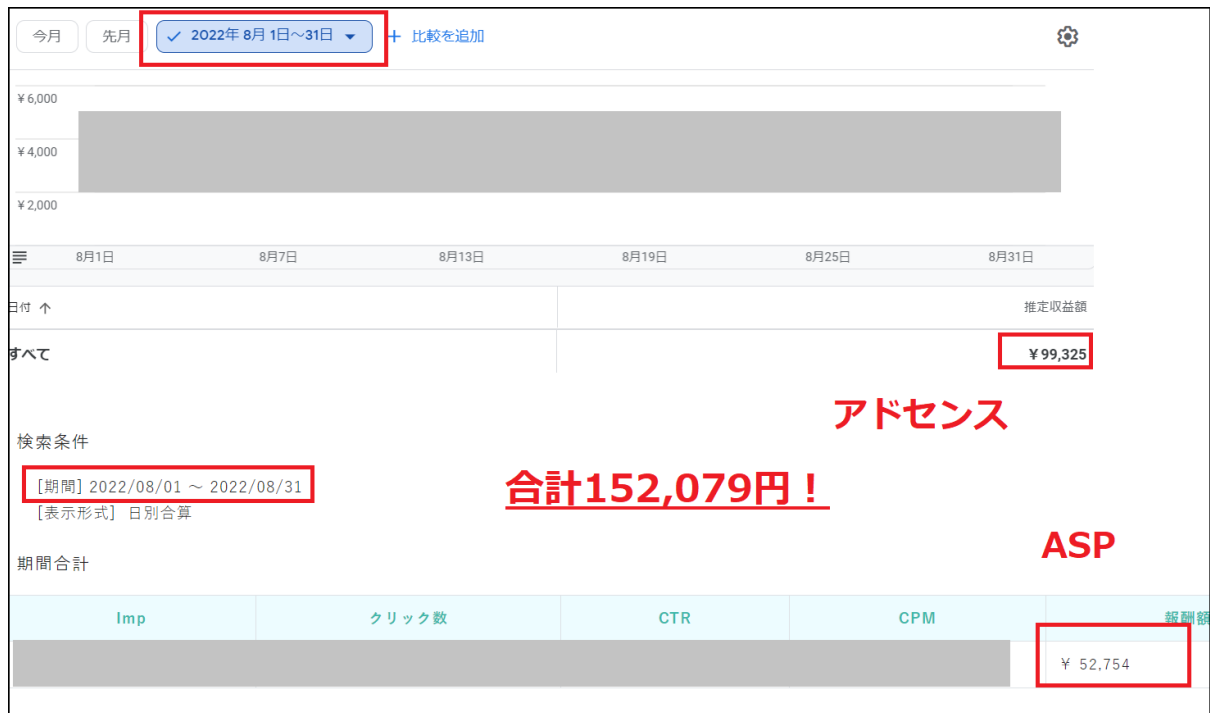 今月 先月 2022年 8月 1日～31日 比較を追加
¥6,000
¥4,000
¥2,000
8月1日 8月7日 8月13日 8月19日 8月25日 8月31日
日付 推定収益額
すべて ¥99,325
アドセンス
検索条件
[期間] 2022/08/01 ～ 2022/08/31
合計152,079円！
[表示形式] 日別合算
ASP
期間合計
Imp クリック数 CTR CPM 報酬額
¥ 52,754